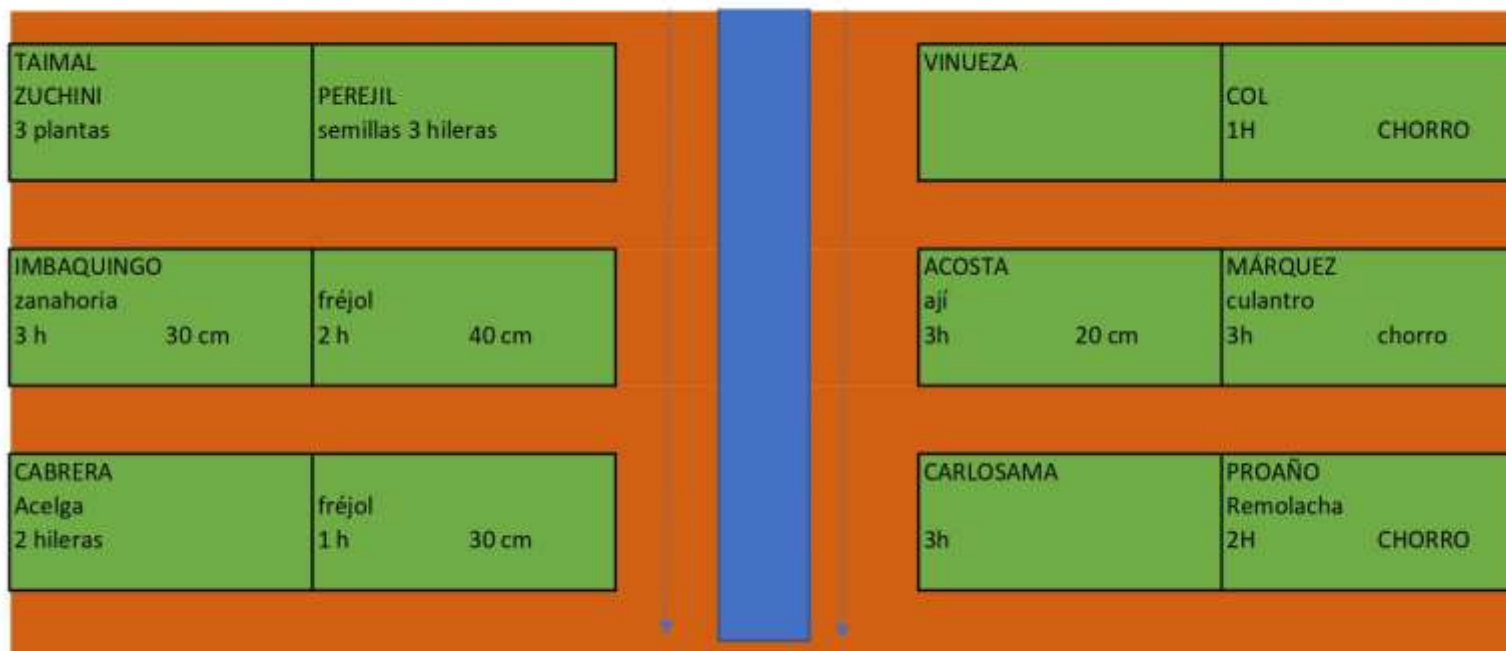 TAIMAL
ZUCHINI
3 plantas
PEREJIL
semillas 3 hileras
VINUEZA
COL
1H CHORRO
IMBAQUINGO
zanahoria
3 h 30 cm
fréjol
2 h 40 cm
ACOSTA
ají
3h 20 cm
MÁRQUEZ
culantro
3h chorro
CABRERA
Acelga
2 hileras
fréjol
1 h 30 cm
CARLOSAMA
3h
PROAÑO
Remolacha
2H CHORRO